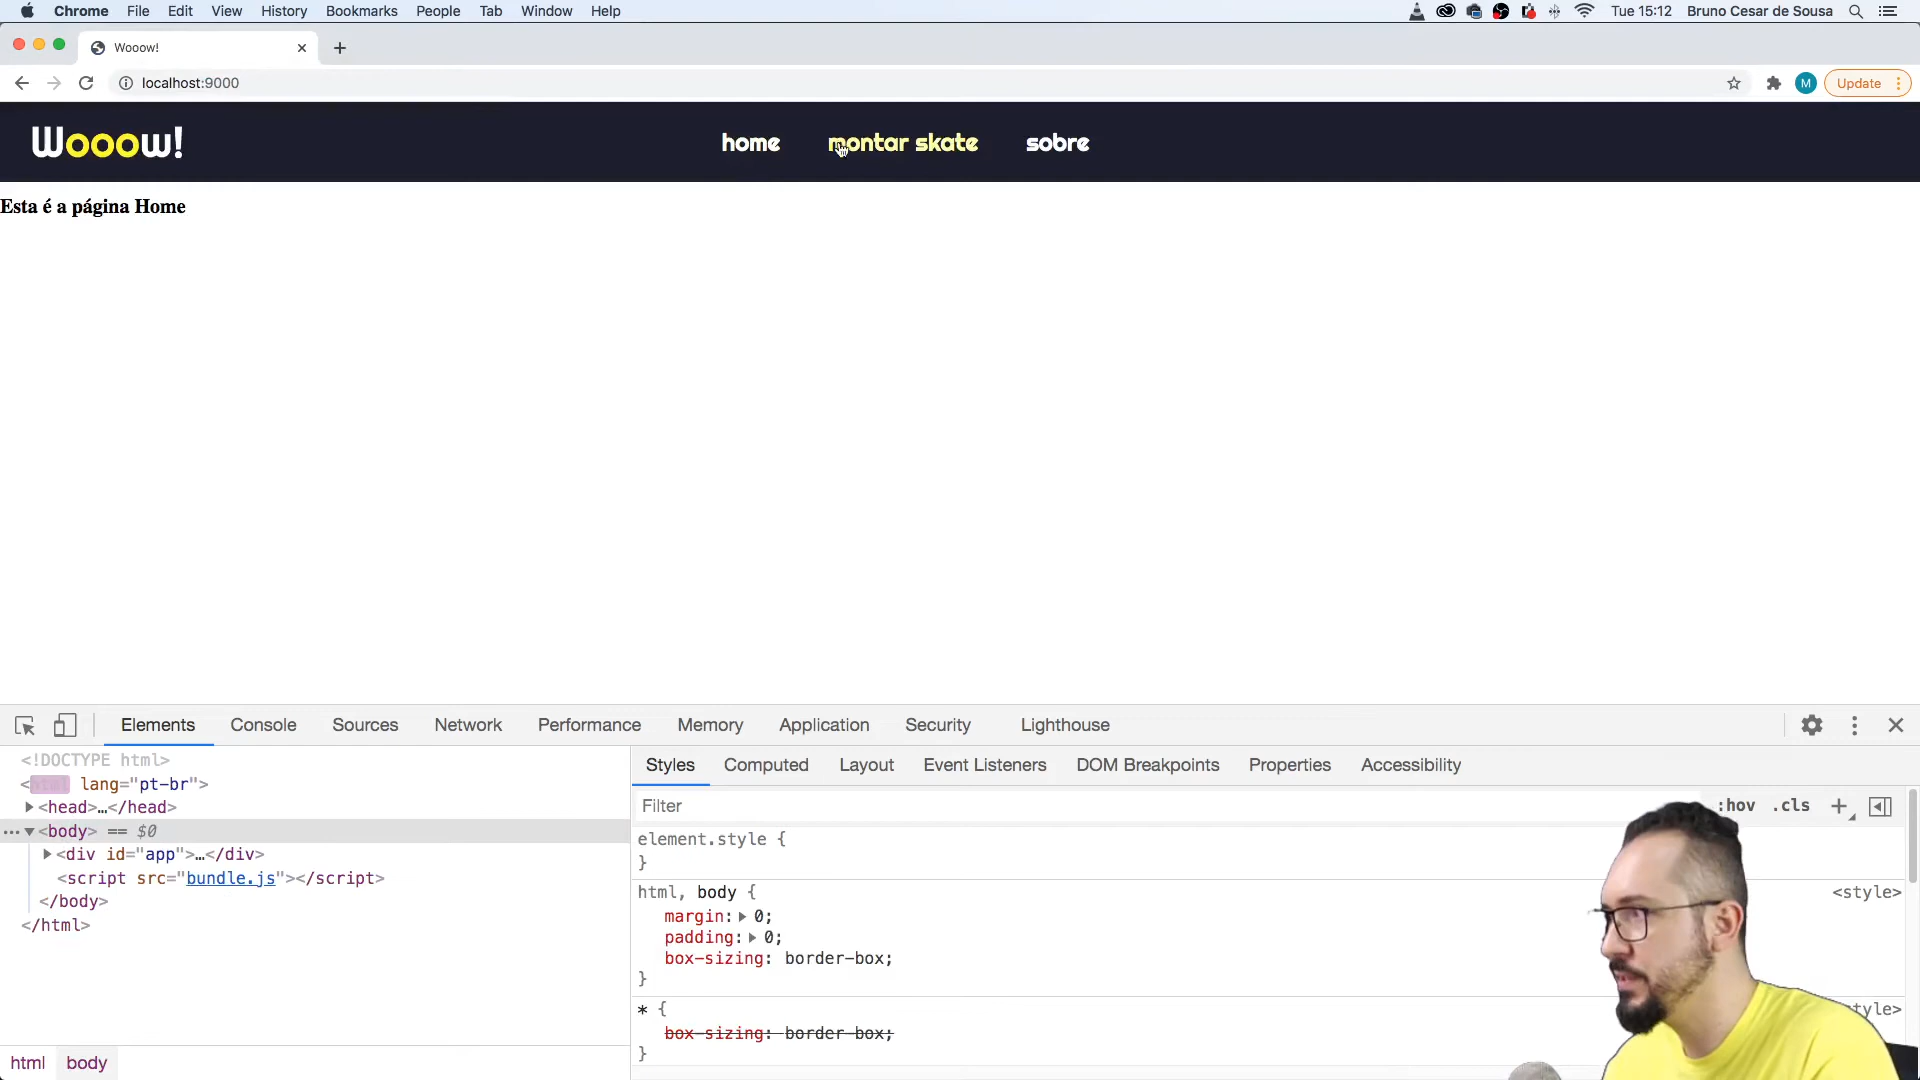 Chrome File Edit View History Bookmarks People Tab Window Help Tue 15:12 Bruno Cesar de Sousa
Wooow!
localhost:9000 M Update
Wooow! home montar skate sobre
Esta é a página Home
Elements Console Sources Network Performance Memory Application Security Lighthouse
<!DOCTYPE html>
<html lang="pt-br">
<head>…</head>
<body> == $0
<div id="app">…</div>
<script src="bundle.js"></script>
</body>
</html>
html body
Styles Computed Layout Event Listeners DOM Breakpoints Properties Accessibility
Filter :hov .cls
element.style {
}
html, body { <style>
margin: 0;
padding: 0;
box-sizing: border-box;
}
* {
box-sizing: border-box;
}